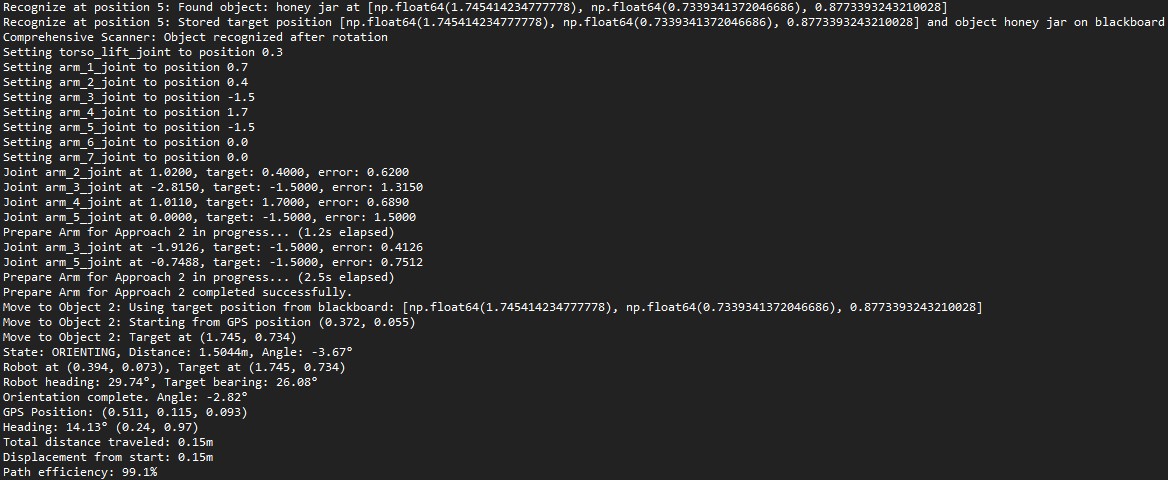 Recognize at position 5: Found object: honey jar at [np.float64(1.745414234777778), np.float64(0.7339341372046686), 0.8773393243210028]
Recognize at position 5: Stored target position [np.float64(1.745414234777778), np.float64(0.7339341372046686), 0.8773393243210028] and object honey jar on blackboard
Comprehensive Scanner: Object recognized after rotation
Setting torso_lift_joint to position 0.3
Setting arm_1_joint to position 0.7
Setting arm_2_joint to position 0.4
Setting arm_3_joint to position -1.5
Setting arm_4_joint to position 1.7
Setting arm_5_joint to position -1.5
Setting arm_6_joint to position 0.0
Setting arm_7_joint to position 0.0
Joint arm_2_joint at 1.0200, target: 0.4000, error: 0.6200
Joint arm_3_joint at -2.8150, target: -1.5000, error: 1.3150
Joint arm_4_joint at 1.0110, target: 1.7000, error: 0.6890
Joint arm_5_joint at 0.0000, target: -1.5000, error: 1.5000
Prepare Arm for Approach 2 in progress... (1.2s elapsed)
Joint arm_3_joint at -1.9126, target: -1.5000, error: 0.4126
Joint arm_5_joint at -0.7488, target: -1.5000, error: 0.7512
Prepare Arm for Approach 2 in progress... (2.5s elapsed)
Prepare Arm for Approach 2 completed successfully.
Move to Object 2: Using target position from blackboard: [np.float64(1.745414234777778), np.float64(0.7339341372046686), 0.8773393243210028]
Move to Object 2: Starting from GPS position (0.372, 0.055)
Move to Object 2: Target at (1.745, 0.734)
State: ORIENTING, Distance: 1.5044m, Angle: -3.67°
Robot at (0.394, 0.073), Target at (1.745, 0.734)
Robot heading: 29.74°, Target bearing: 26.08°
Orientation complete. Angle: -2.82°
GPS Position: (0.511, 0.115, 0.093)
Heading: 14.13° (0.24, 0.97)
Total distance traveled: 0.15m
Displacement from start: 0.15m
Path efficiency: 99.1%